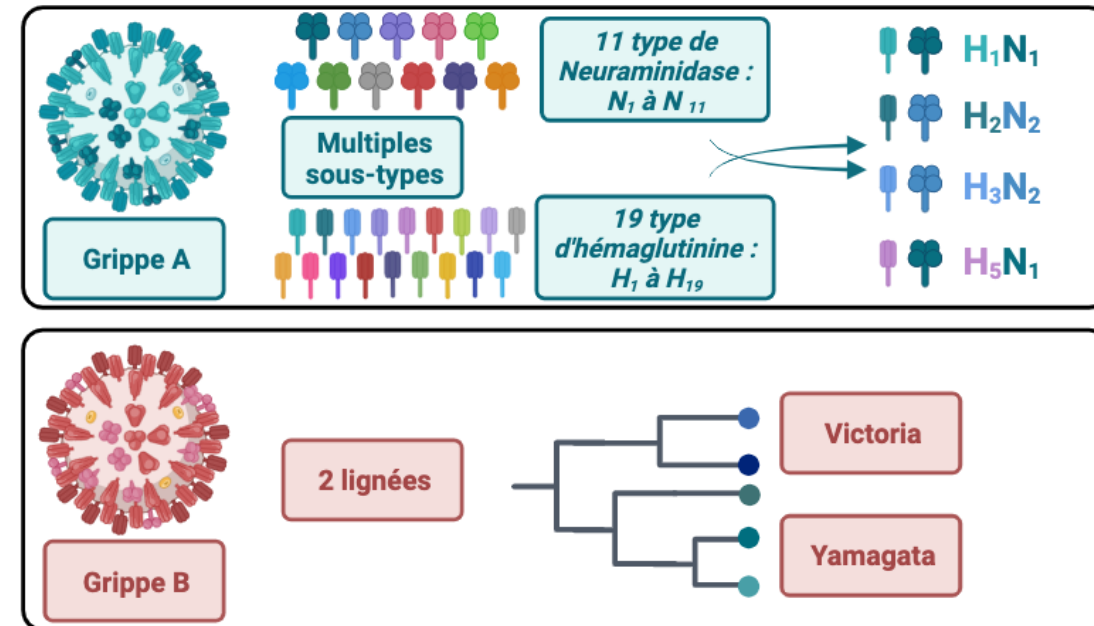 11 type de
Neuraminidase :
N₁ à N ₁₁
H₁N₁
H₂N₂
Multiples
sous-types
H₃N₂
19 type
d'hémaglutinine :
H₁ à H₁₉
Grippe A
H₅N₁
Victoria
2 lignées
Yamagata
Grippe B